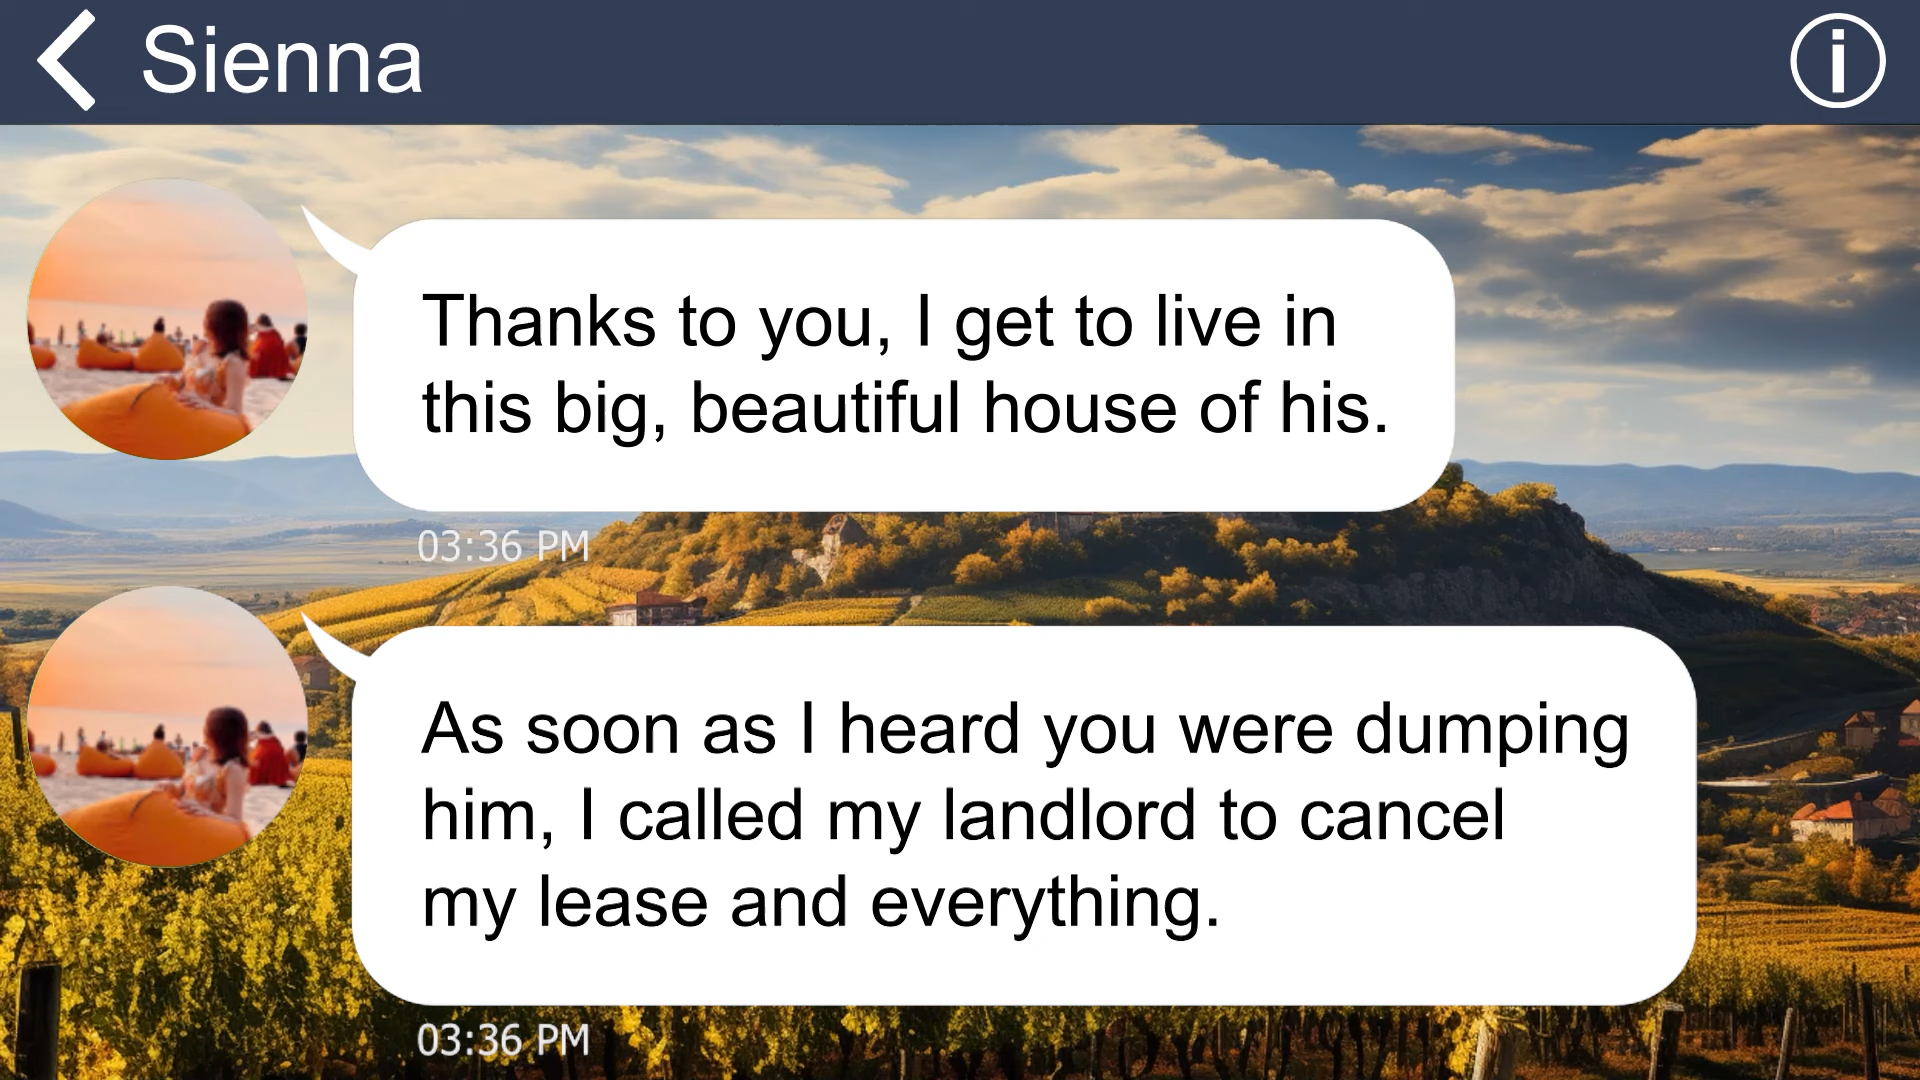 Sienna
Thanks to you, I get to live in
this big, beautiful house of his.
03:36 PM
As soon as I heard you were dumping
him, I called my landlord to cancel
my lease and everything.
03:36 PM